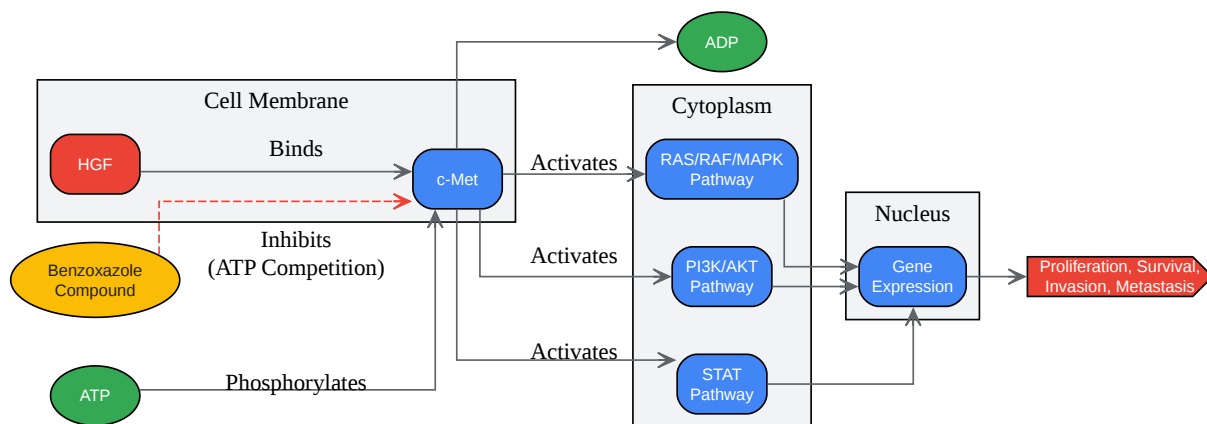 ADP
Cell Membrane
Cytoplasm
HGF
Binds
c-Met
Activates
RAS/RAF/MAPK
Pathway
Nucleus
Inhibits
(ATP Competition)
Benzoxazole
Compound
Activates
PI3K/AKT
Pathway
Gene
Expression
Proliferation, Survival,
Invasion, Metastasis
Activates
ATP
Phosphorylates
STAT
Pathway